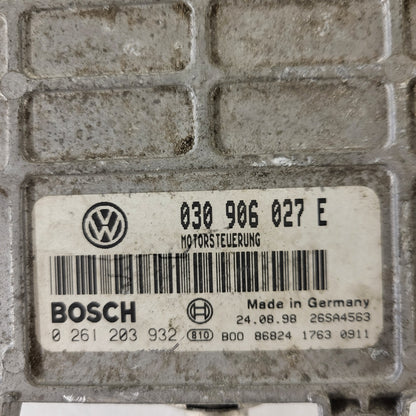 030 906 027 E
MOTORSTEUERUNG
BOSCH
Made in Germany
24.08.98 26SA4563
0 261 203 932 810 B00 86824 1763 0911